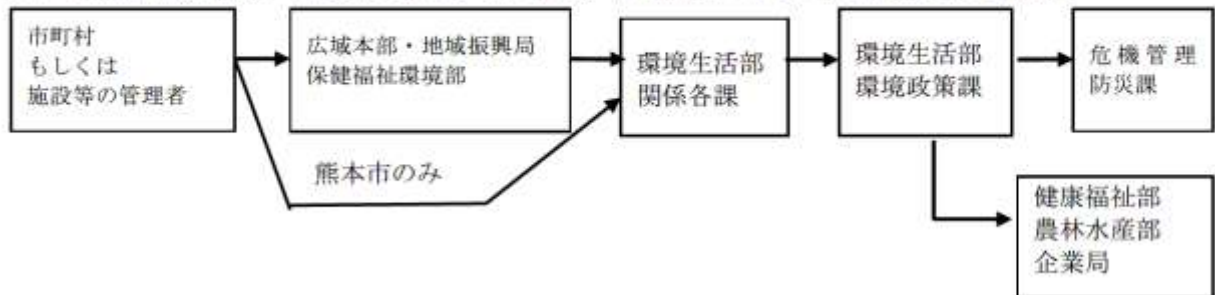 市町村
もしくは
施設等の管理者
広域本部・地域振興局
保健福祉環境部
環境生活部
関係各課
環境生活部
環境政策課
危機管理
防災課
熊本市のみ
健康福祉部
農林水産部
企業局